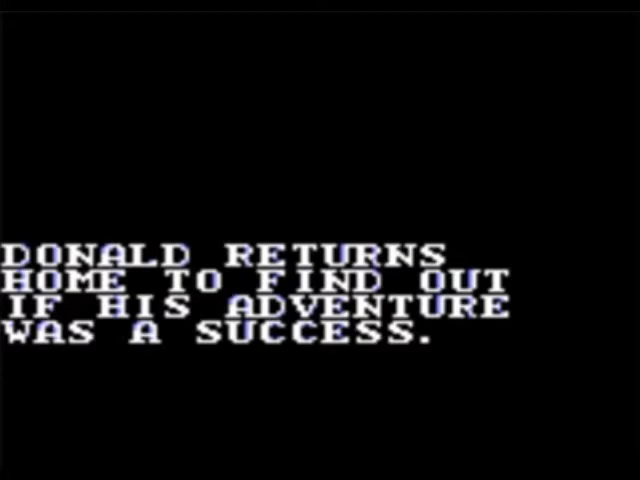 DONALD RETURNS
HOME TO FIND OUT
IF HIS ADVENTURE
WAS A SUCCESS.